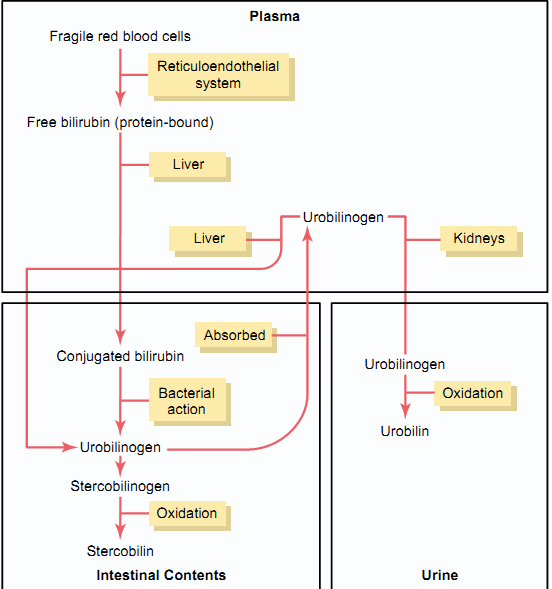 Plasma
Fragile red blood cells
Reticuloendothelial
system
Free bilirubin (protein-bound)
Liver
Urobilinogen
Liver
Kidneys
Absorbed
Conjugated bilirubin
Urobilinogen
Bacterial
action
Oxidation
Urobilin
Urobilinogen
Stercobilinogen
Oxidation
Stercobilin
Intestinal Contents
Urine